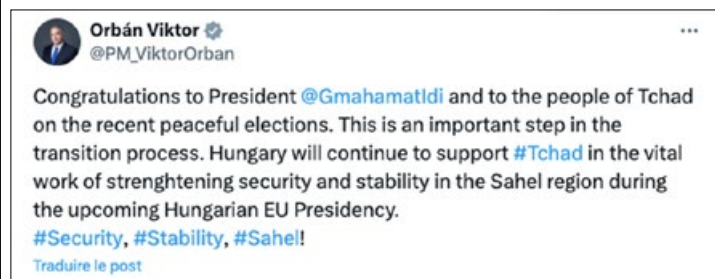 Orbán Viktor
@PM_ViktorOrban
Congratulations to President @GmahamatIdi and to the people of Tchad
on the recent peaceful elections. This is an important step in the
transition process. Hungary will continue to support #Tchad in the vital
work of strenghtening security and stability in the Sahel region during
the upcoming Hungarian EU Presidency.
#Security, #Stability, #Sahel!
Traduire le post